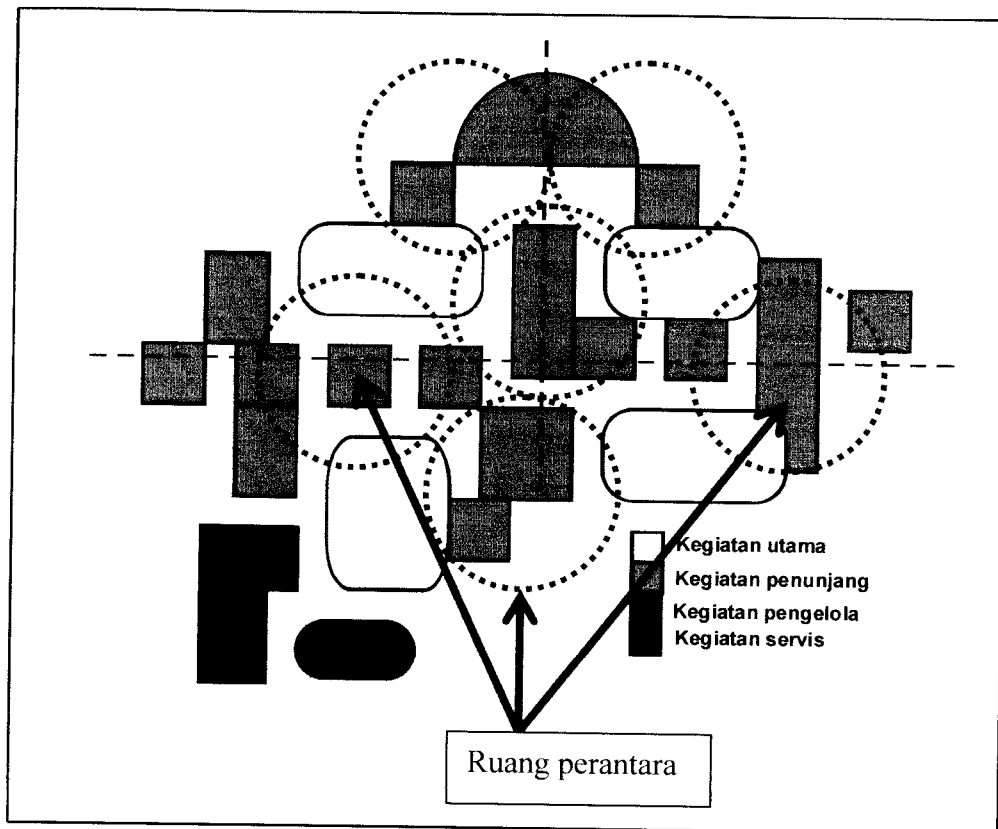 Kegiatan utama
Kegiatan penunjang
Kegiatan pengelola
Kegiatan servis
Ruang perantara